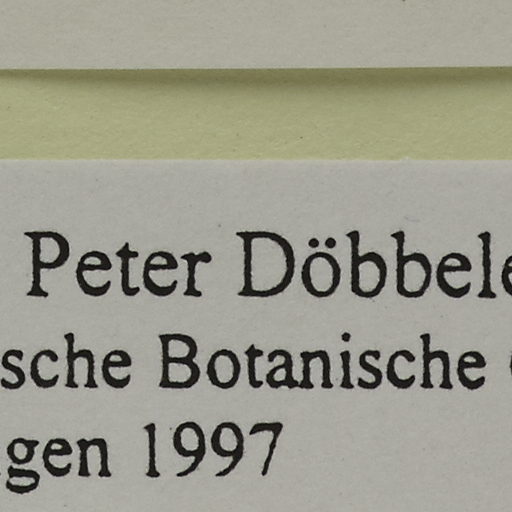 Peter Döbbele
sche Botanische
gen 1997